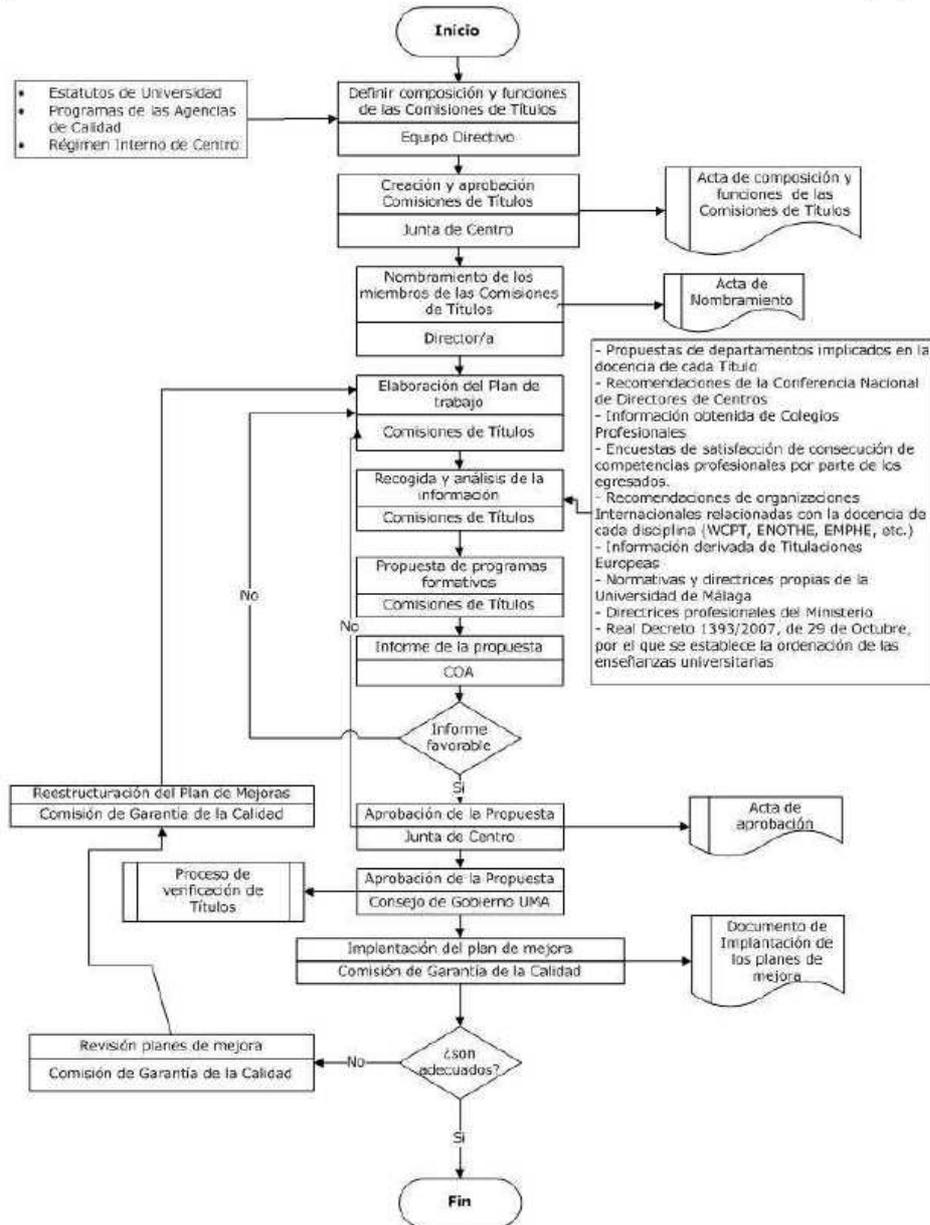 Inicio
• Estatutos de Universidad
• Programas de las Agencias
de Calidad
• Régimen Interno de Centro
Definir composición y funciones
de las Comisiones de Títulos
Equipo Directivo
Creación y aprobación
Comisiones de Títulos
Junta de Centro
Acta de composición y
funciones de las
Comisiones de Títulos
Nombramiento de los
miembros de las Comisiones
de Títulos
Director/a
Acta de
Nombramiento
- Propuestas de departamentos implicados en la
docencia de cada Título
- Recomendaciones de la Conferencia Nacional
de Directores de Centros
- Información obtenida de Colegios
Profesionales
- Encuestas de satisfacción de consecución de
competencias profesionales por parte de los
egresados.
- Recomendaciones de organizaciones
Internacionales relacionadas con la docencia de
cada disciplina (WCPT, ENOTHE, EMPHE, etc.)
- Información derivada de Titulaciones
Europeas
- Normativas y directrices propias de la
Universidad de Málaga
- Directrices profesionales del Ministerio
- Real Decreto 1393/2007, de 29 de Octubre,
por el que se establece la ordenación de las
enseñanzas universitarias
Elaboración del Plan de
trabajo
Comisiones de Títulos
Recogida y análisis de la
información
Comisiones de Títulos
Propuesta de programas
formativos
Comisiones de Títulos
No
No
Informe de la propuesta
COA
Informe
favorable
Si
Reestructuración del Plan de Mejoras
Comisión de Garantía de la Calidad
Aprobación de la Propuesta
Junta de Centro
Acta de
aprobación
Proceso de
verificación de
Títulos
Aprobación de la Propuesta
Consejo de Gobierno UMA
Implantación del plan de mejora
Comisión de Garantía de la Calidad
Documento de
Implantación de
los planes de
mejora
Revisión planes de mejora
Comisión de Garantía de la Calidad
No
¿son
adecuados?
Si
Fin